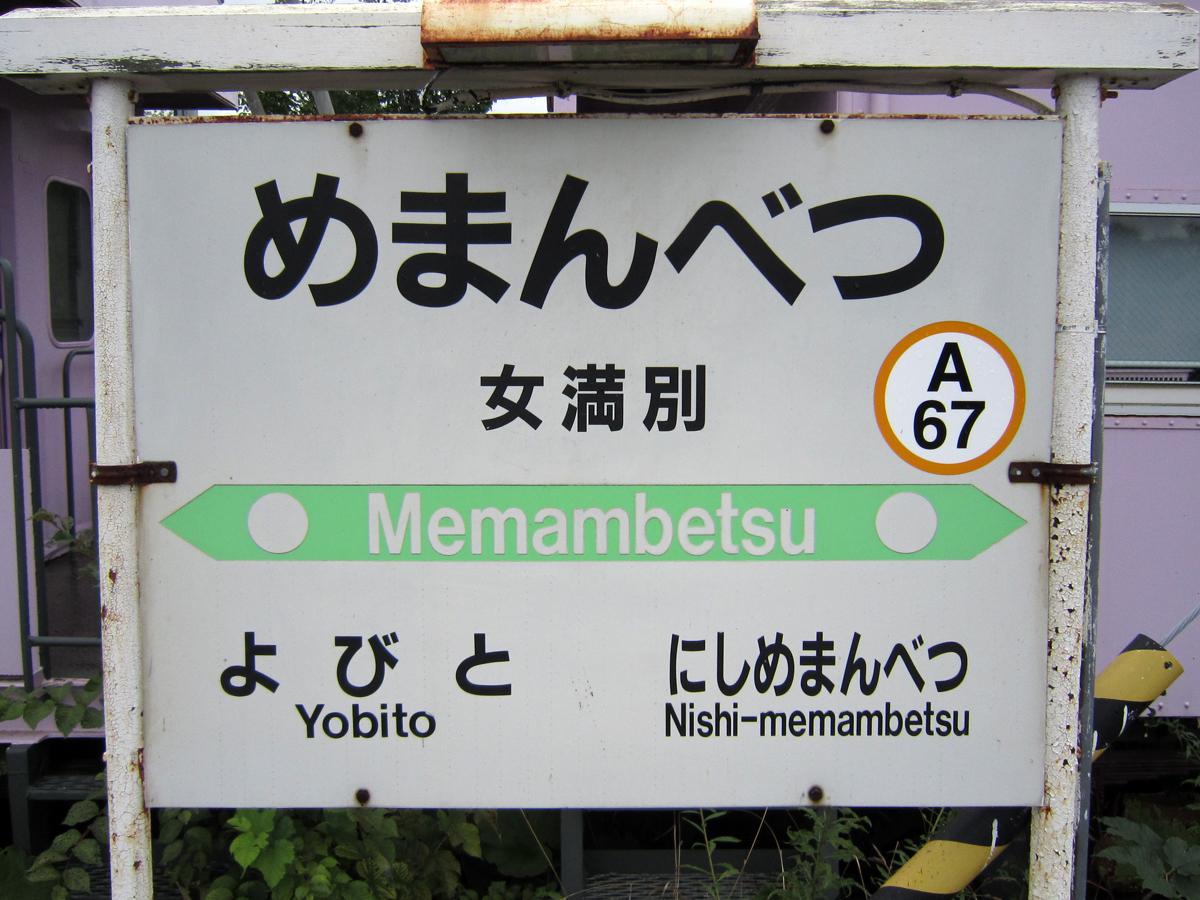 めまんべつ
女満別
A
67
Memambetsu
よびと
Yobito
にしめまんべつ
Nishi-memambetsu